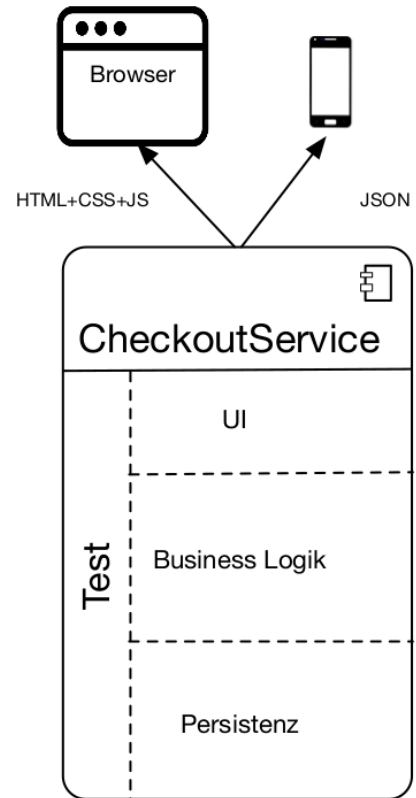 Browser
HTML+CSS+JS
JSON
CheckoutService
UI
Test
Business Logik
Persistenz